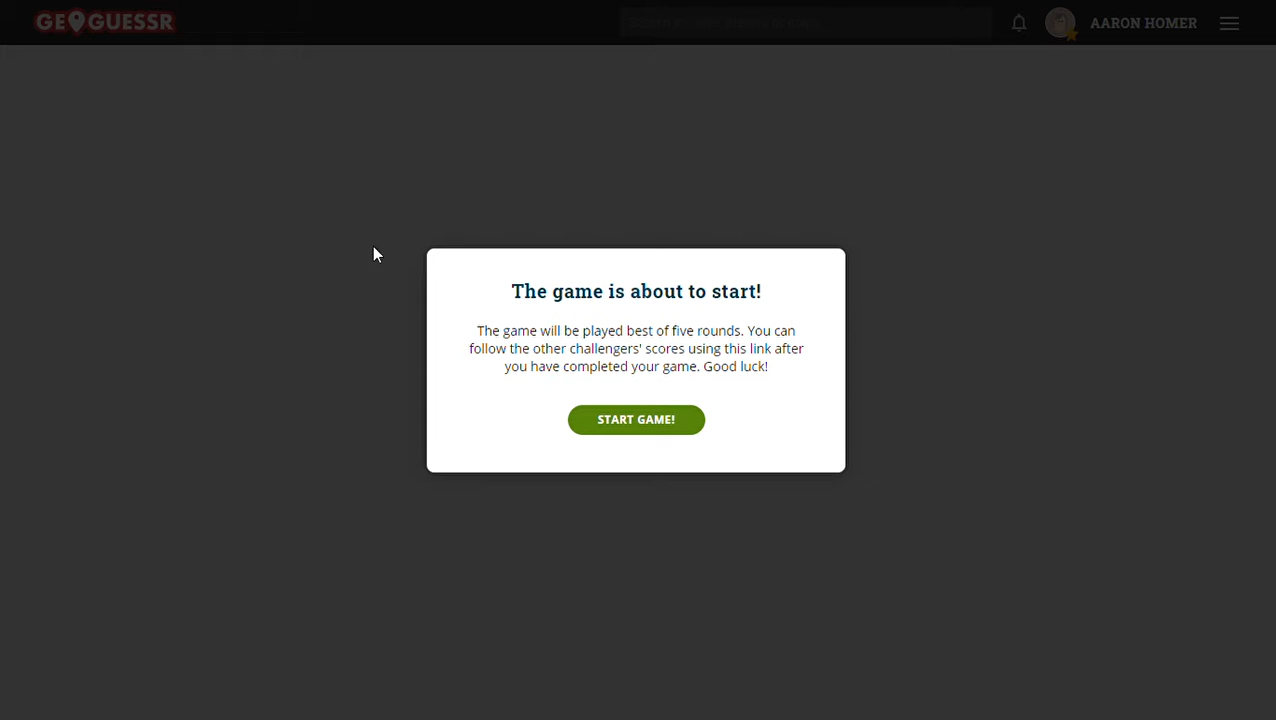 GEOGUESSR
AARON HOMER
The game is about to start!
The game will be played best of five rounds. You can
follow the other challengers' scores using this link after
you have completed your game. Good luck!
START GAME!